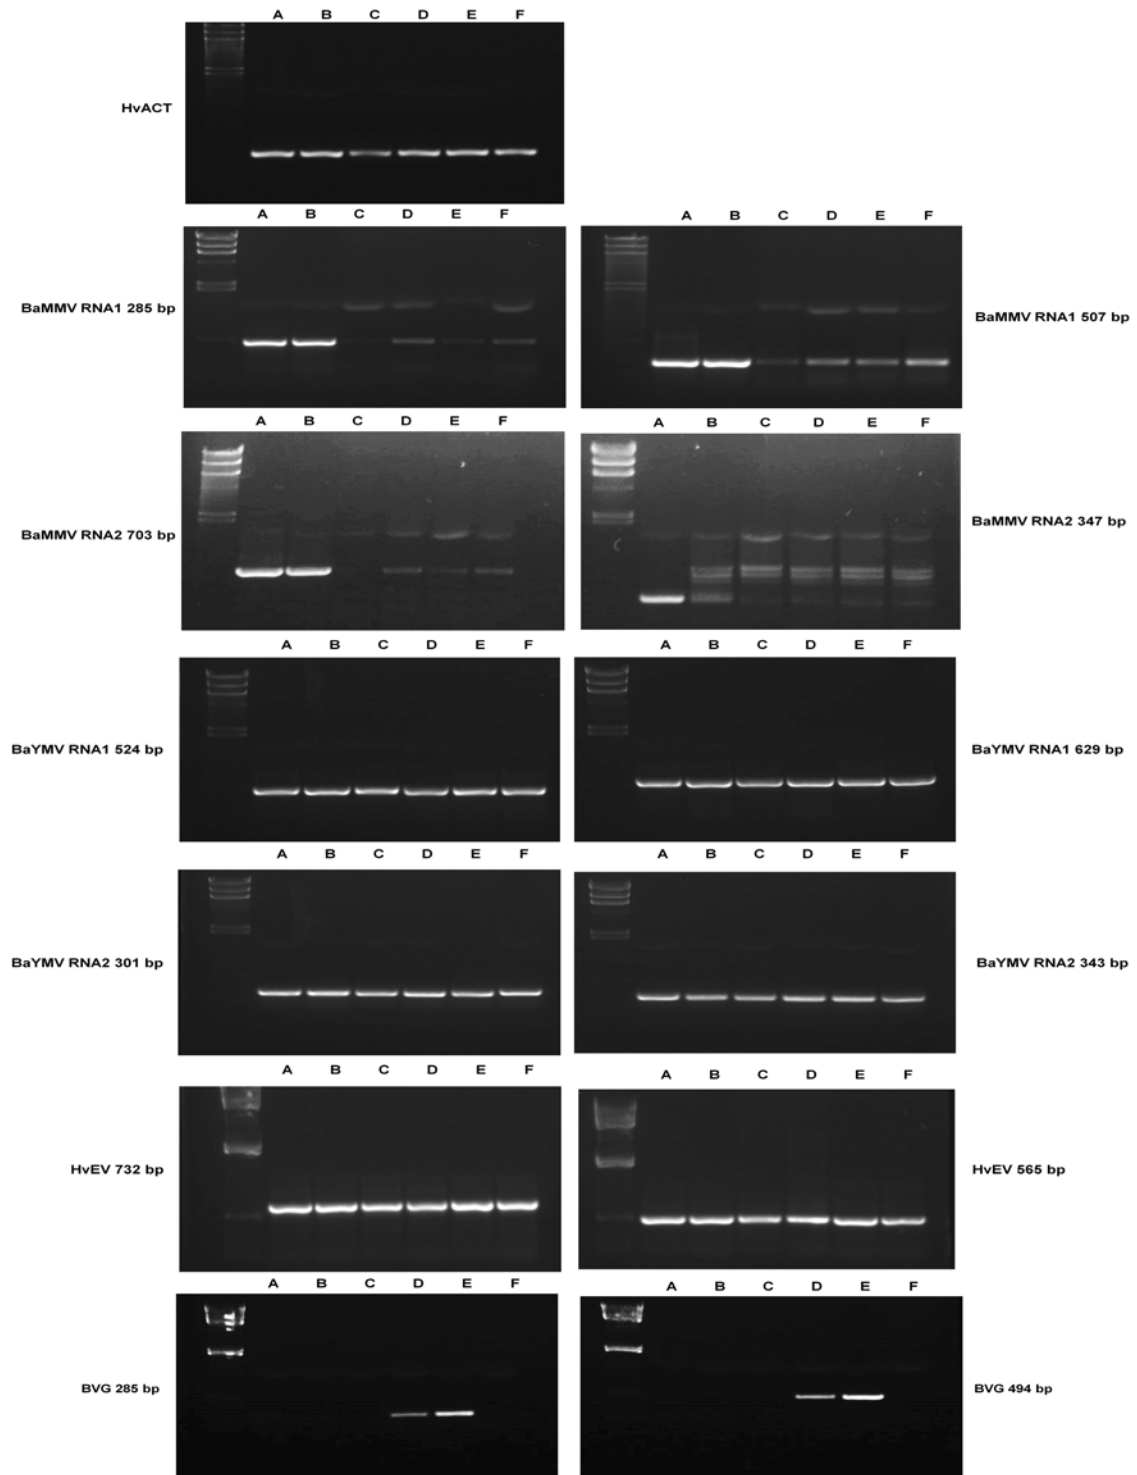 A B C D E F
HvACT
A B C D E F
BaMMV RNA1 285 bp
A B C D E F
BaMMV RNA1 507 bp
A B C D E F
BaMMV RNA2 703 bp
A B C D E F
BaMMV RNA2 347 bp
A B C D E F
BaYMV RNA1 524 bp
A B C D E F
BaYMV RNA1 629 bp
A B C D E F
BaYMV RNA2 301 bp
A B C D E F
BaYMV RNA2 343 bp
A B C D E F
HvEV 732 bp
A B C D E F
HvEV 565 bp
A B C D E F
BVG 285 bp
A B C D E F
BVG 494 bp